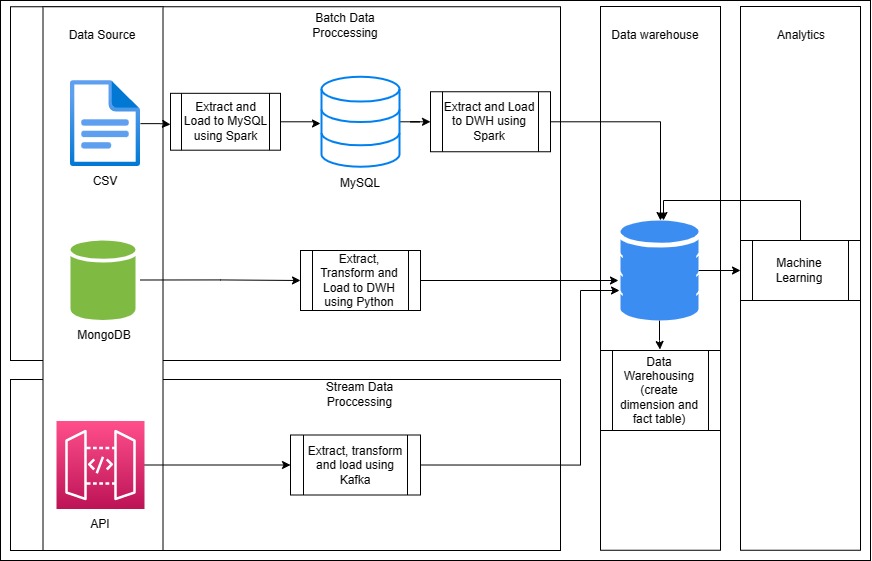 Data Source
Batch Data
Proccessing
Data warehouse
Analytics
Extract and
Load to MySQL
using Spark
Extract and Load
to DWH using
Spark
CSV
MySQL
Extract,
Transform and
Load to DWH
using Python
Machine
Learning
MongoDB
Data
Warehousing
(create
dimension and
fact table)
Stream Data
Proccessing
Extract, transform
and load using
Kafka
</>
API